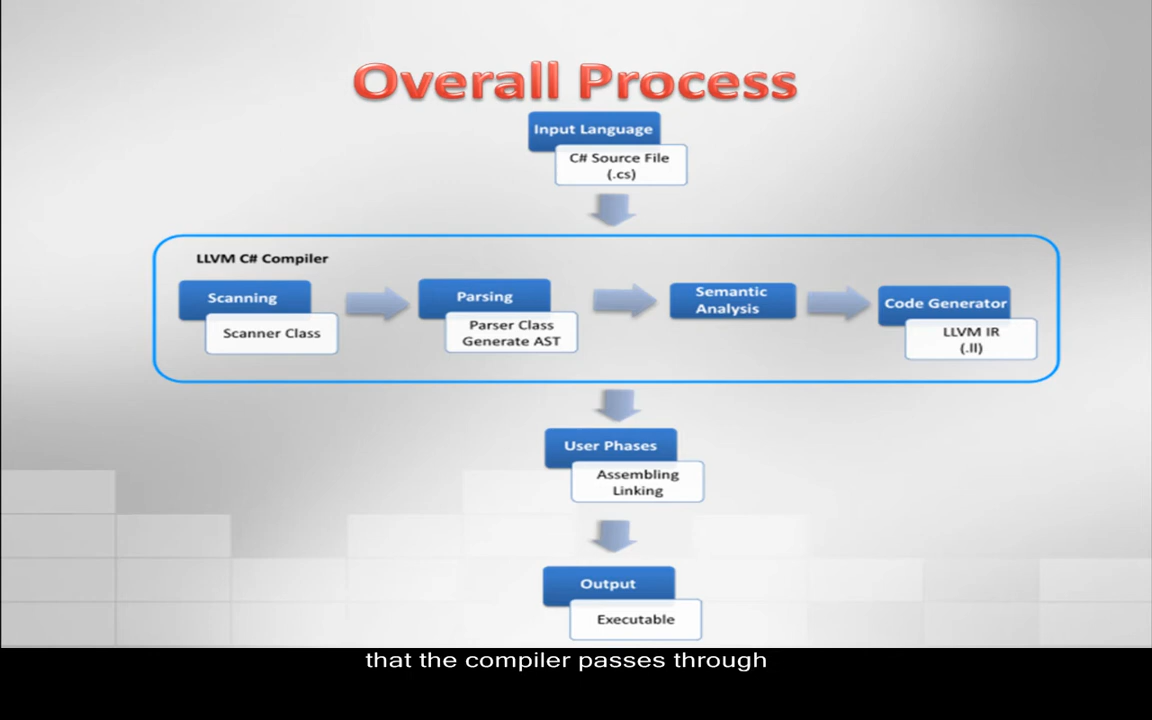 Overall Process
Input Language
C# Source File
(.cs)
LLVM C# Compiler
Scanning
Scanner Class
Parsing
Parser Class
Generate AST
Semantic
Analysis
Code Generator
LLVM IR
(.ll)
User Phases
Assembling
Linking
Output
Executable
that the compiler passes through